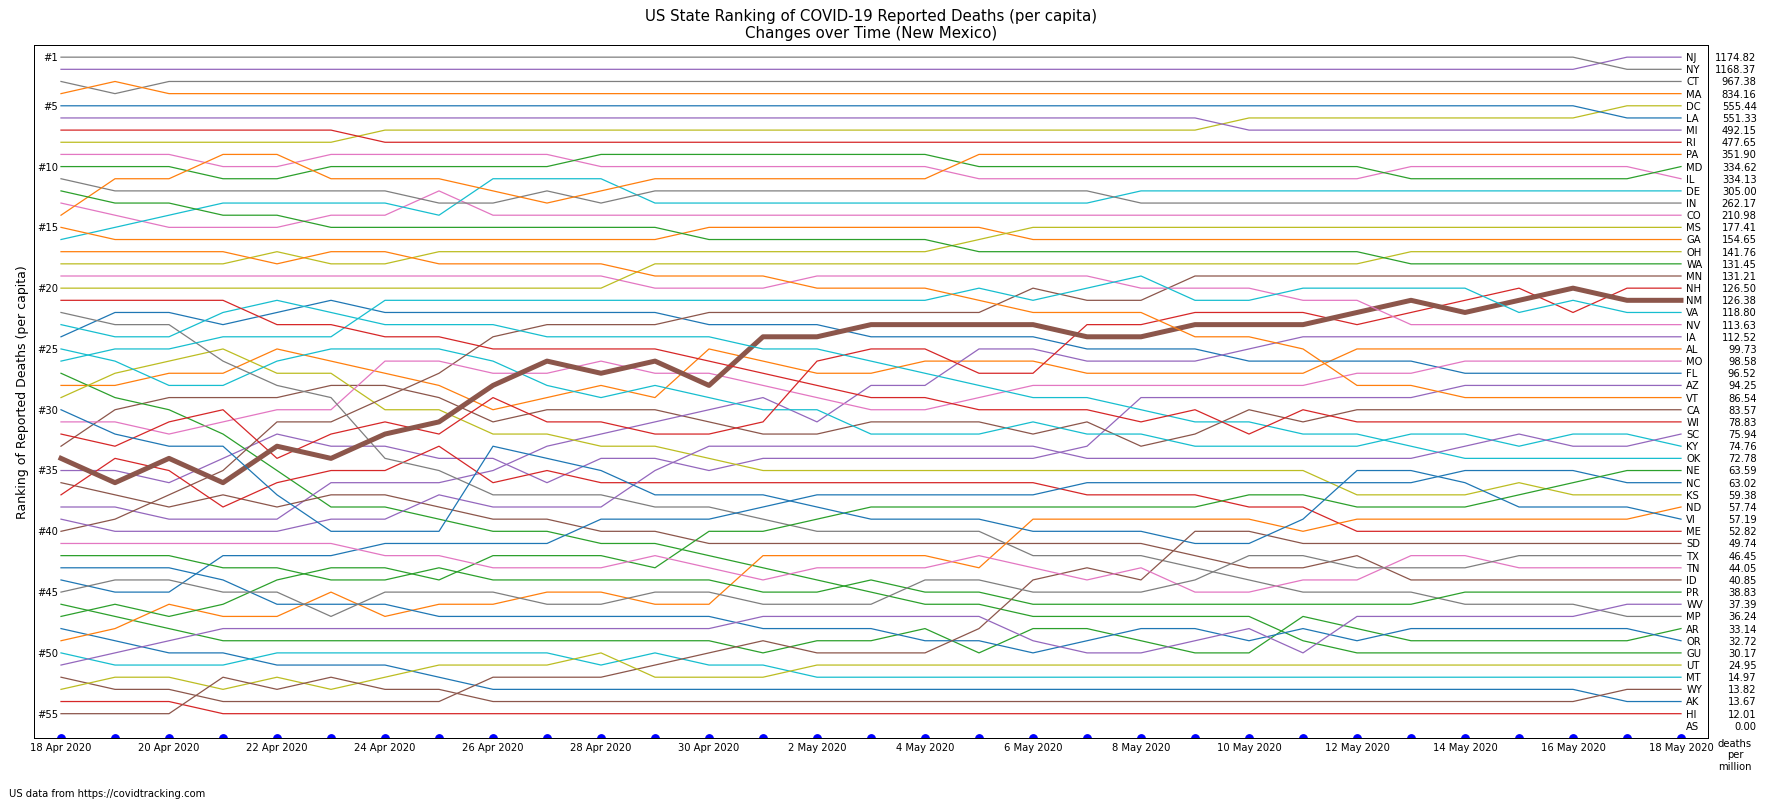 US State Ranking of COVID-19 Reported Deaths (per capita)
Changes over Time (New Mexico)
Ranking of Reported Deaths (per capita)
#1
#5
#10
#15
#20
#25
#30
#35
#40
#45
#50
#55
NJ 1174.82
NY 1168.37
CT 967.38
MA 834.16
DC 555.44
LA 551.33
MI 492.15
RI 477.65
PA 351.90
MD 334.62
IL 334.13
DE 305.00
IN 262.17
CO 210.98
MS 177.41
GA 154.65
OH 141.76
WA 131.45
MN 131.21
NH 126.50
NM 126.38
VA 118.80
NV 113.63
IA 112.52
AL 99.73
MO 98.58
FL 96.52
AZ 94.25
VT 86.54
CA 83.57
WI 78.83
SC 75.94
KY 74.76
OK 72.78
NE 63.59
NC 63.02
KS 59.38
ND 57.74
VI 57.19
ME 52.82
SD 49.74
TX 46.45
TN 44.05
ID 40.85
PR 38.83
WV 37.39
MP 36.24
AR 33.14
OR 32.72
GU 30.17
UT 24.95
MT 14.97
WY 13.82
AK 13.67
HI 12.01
AS 0.00
18 Apr 2020 20 Apr 2020 22 Apr 2020 24 Apr 2020 26 Apr 2020 28 Apr 2020 30 Apr 2020 2 May 2020 4 May 2020 6 May 2020 8 May 2020 10 May 2020 12 May 2020 14 May 2020 16 May 2020 18 May 2020
deaths
per
million
US data from https://covidtracking.com